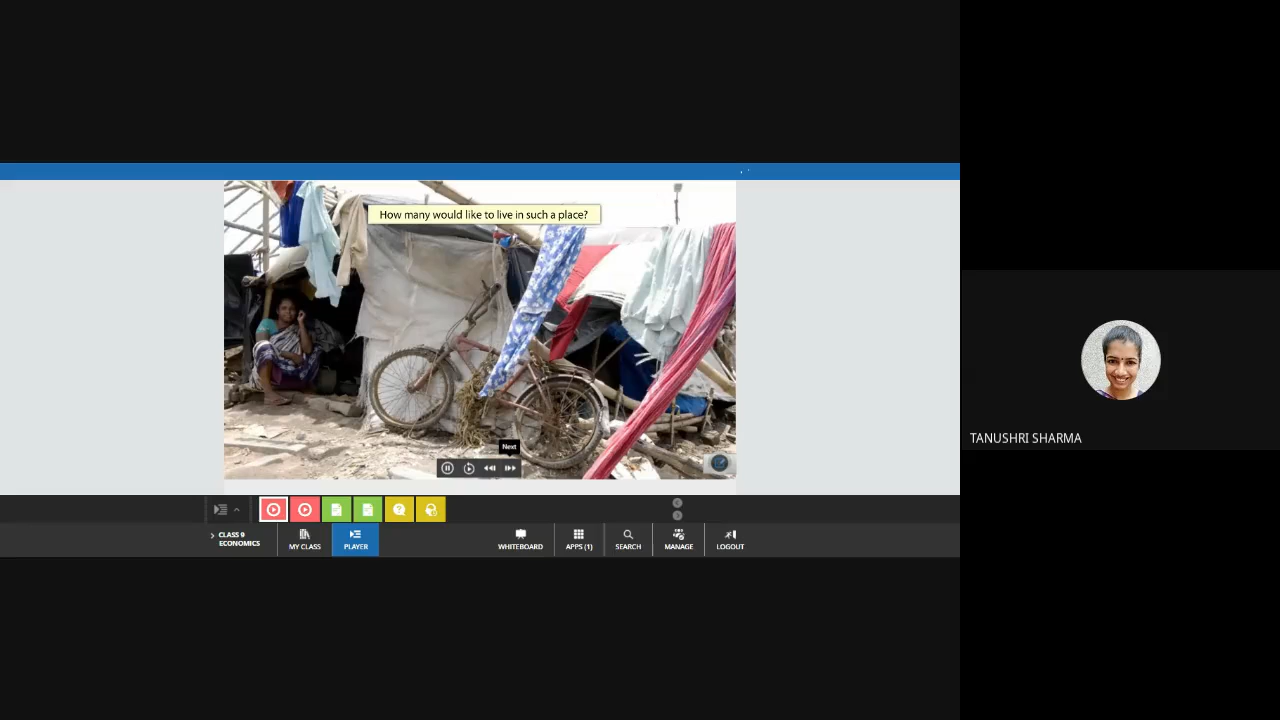 How many would like to live in such a place?
Next
CLASS 9
ECONOMICS
MY CLASS
PLAYER
WHITEBOARD
APPS (1)
SEARCH
MANAGE
LOGOUT
TANUSHRI SHARMA